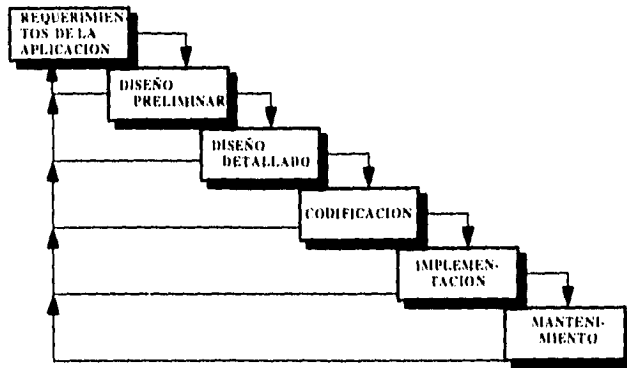 REQUERIMIEN
TOS DE LA
APLICACION
DISEÑO
PRELIMINAR
DISEÑO
DETALLADO
CODIFICACION
IMPLEMEN-
TACION
MANTENI-
MIENTO